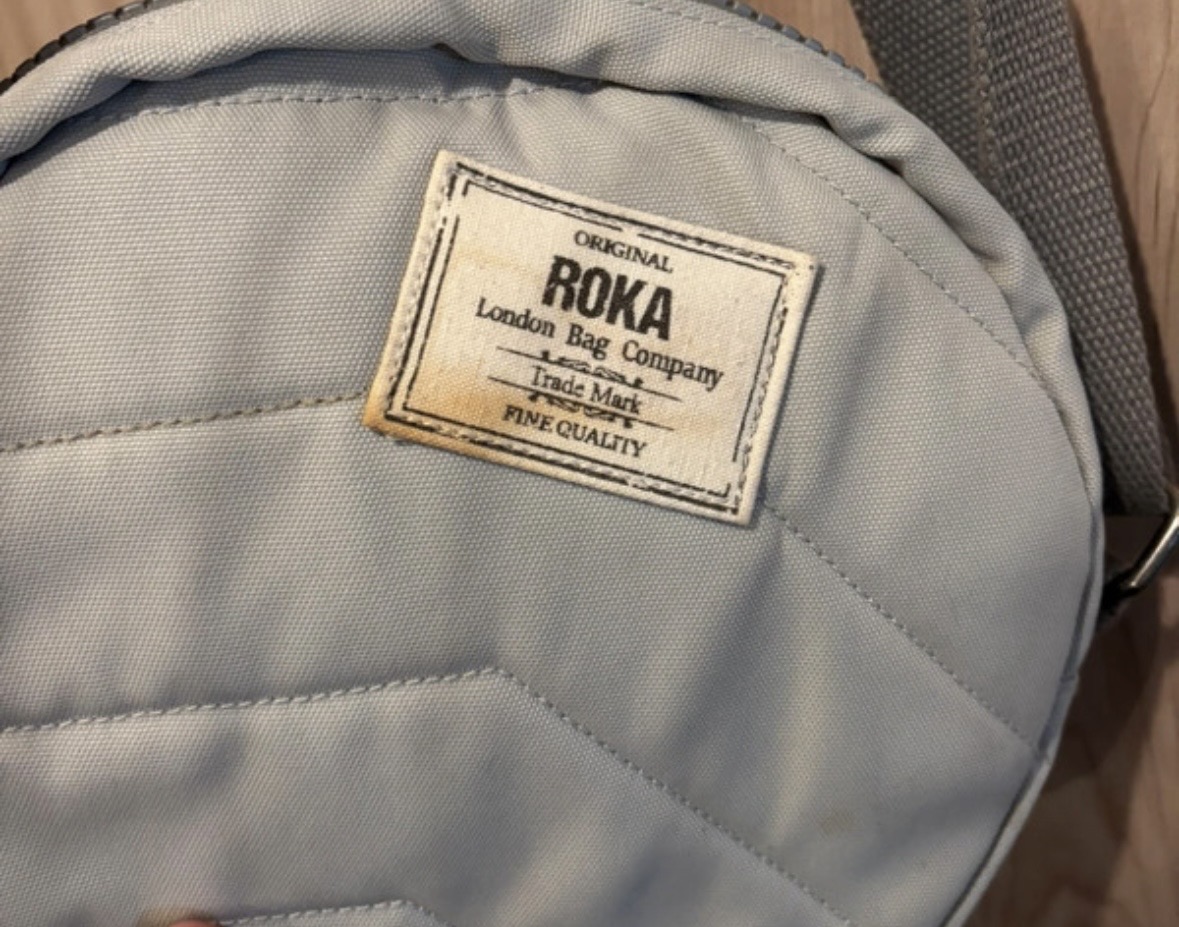 ORIGINAL
ROKA
London Bag Company
Trade Mark
FINE QUALITY